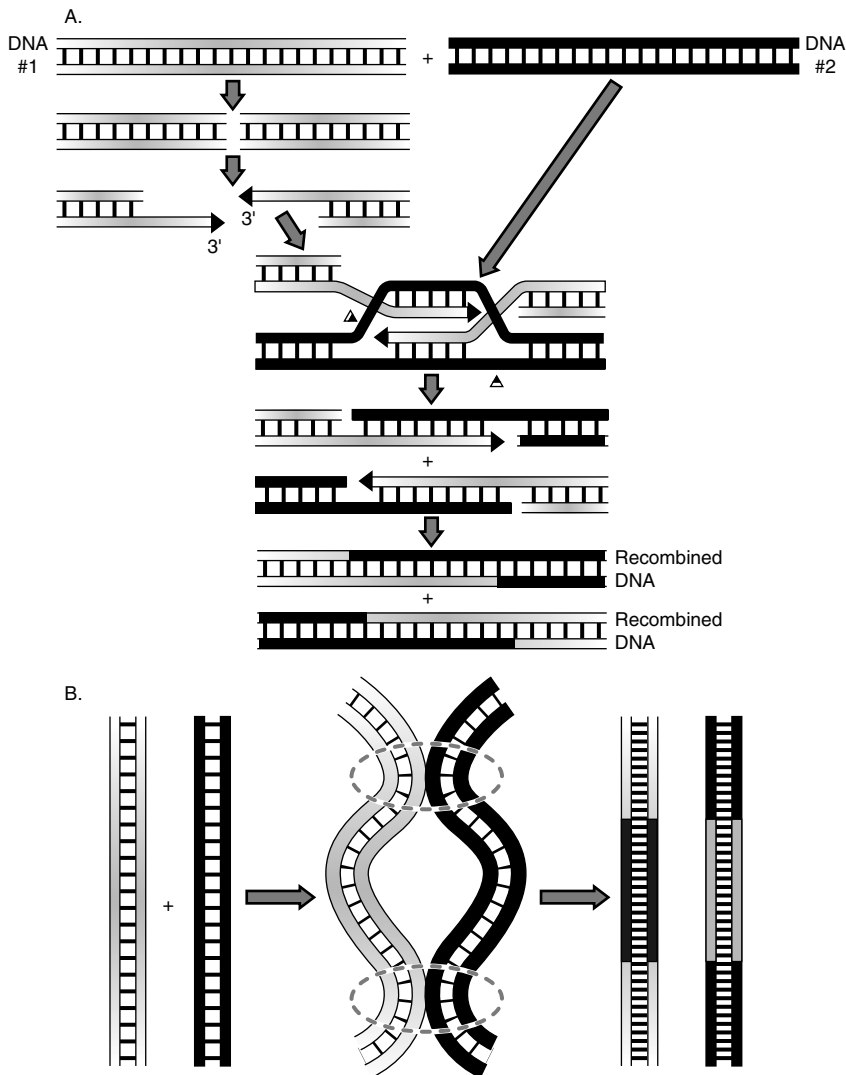 A.
DNA
#1
+
DNA
#2
3'
3'
+
Recombined
DNA
+
Recombined
DNA
B.
+